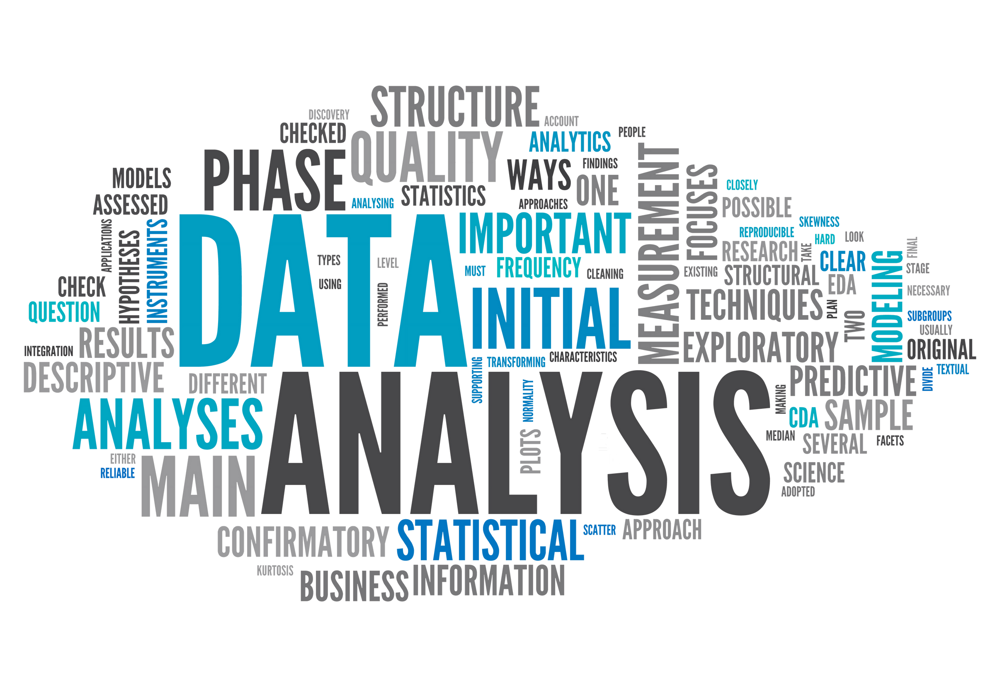 STRUCTURE
DISCOVERY
ACCOUNT
CHECKED
QUALITY
ANALYTICS
PEOPLE
PHASE
WAYS
FINDINGS
MODELS
ONE
STATISTICS
ANALYSING
APPROACHES
MEASUREMENT
FOCUSES
CLOSELY
POSSIBLE
ASSESSED
APPLICATIONS
HYPOTHESES
INSTRUMENTS
DATA
IMPORTANT
SKEWNESS
REPRODUCIBLE
HARD
LOOK
FINAL
RESEARCH
TAKE
CLEAR
MODELING
TYPES
LEVEL
MUST
FREQUENCY
CLEANING
EXISTING
STRUCTURAL
STAGE
CHECK
USING
PERFORMED
INITIAL
EDA
NECESSARY
QUESTION
TECHNIQUES
PLAN
TWO
SUBGROUPS
USUALLY
RESULTS
INTEGRATION
EXPLORATORY
ORIGINAL
SUPPORTING
TRANSFORMING
CHARACTERISTICS
DESCRIPTIVE
DIFFERENT
PREDICTIVE
DIVIDE
TEXTUAL
ANALYSES
ANALYSIS
NORMALITY
PLOTS
MAKING
CDA
SAMPLE
MEDIAN
SEVERAL
FACETS
EITHER
RELIABLE
MAIN
SCIENCE
ADOPTED
CONFIRMATORY
STATISTICAL
SCATTER
APPROACH
KURTOSIS
BUSINESS
INFORMATION